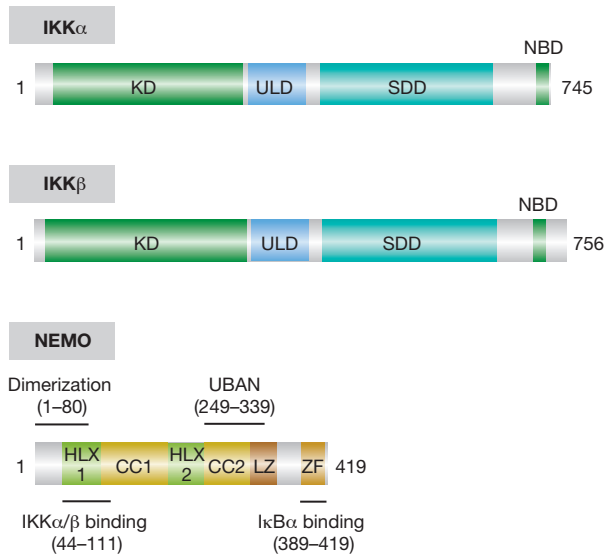 IKKα
NBD
1 KD ULD SDD 745
IKKβ
NBD
1 KD ULD SDD 756
NEMO
Dimerization
(1–80)
UBAN
(249–339)
1 HLX 1 CC1 HLX 2 CC2 LZ ZF 419
IKKα/β binding
(44–111)
IκBα binding
(389–419)